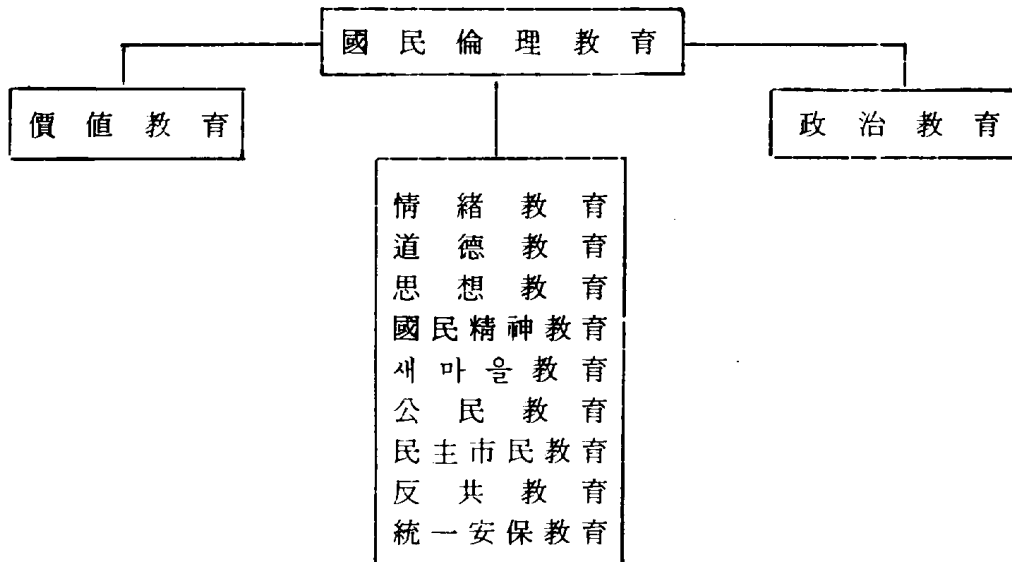 國民倫理教育
價値教育
政治教育
情緖教育
道德教育
思想教育
國民精神教育
새마을教育
公民教育
民主市民教育
反共教育
統一安保教育